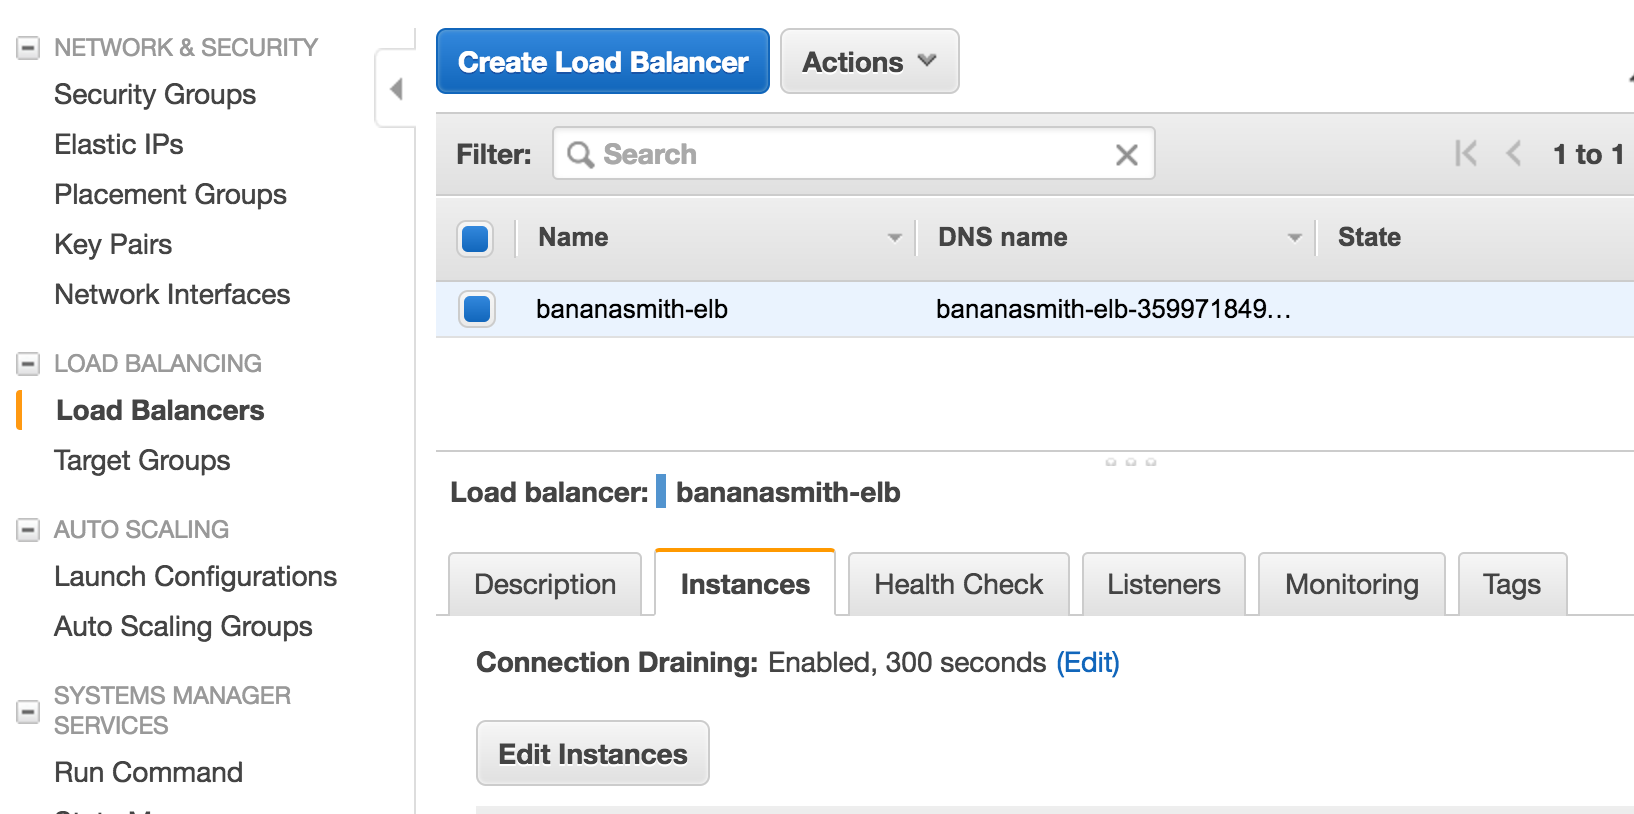 NETWORK & SECURITY
Security Groups
Elastic IPs
Placement Groups
Key Pairs
Network Interfaces
LOAD BALANCING
Load Balancers
Target Groups
AUTO SCALING
Launch Configurations
Auto Scaling Groups
SYSTEMS MANAGER
SERVICES
Run Command
Create Load Balancer Actions
Filter: Search 1 to 1
Name DNS name State
bananasmith-elb bananasmith-elb-359971849...
Load balancer: bananasmith-elb
Description Instances Health Check Listeners Monitoring Tags
Connection Draining: Enabled, 300 seconds (Edit)
Edit Instances